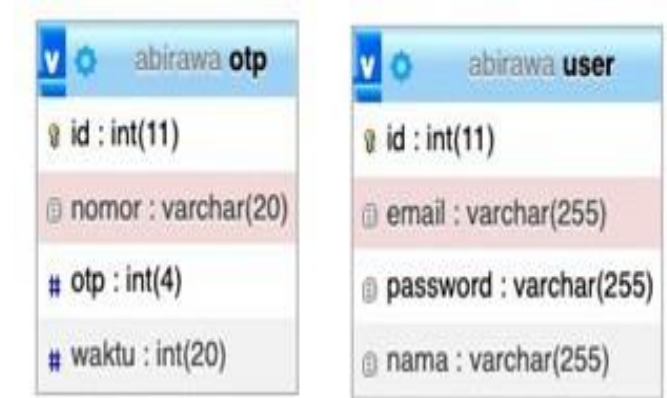 abirawa otp
id : int(11)
nomor : varchar(20)
otp : int(4)
waktu : int(20)
abirawa user
id : int(11)
email : varchar(255)
password : varchar(255)
nama : varchar(255)